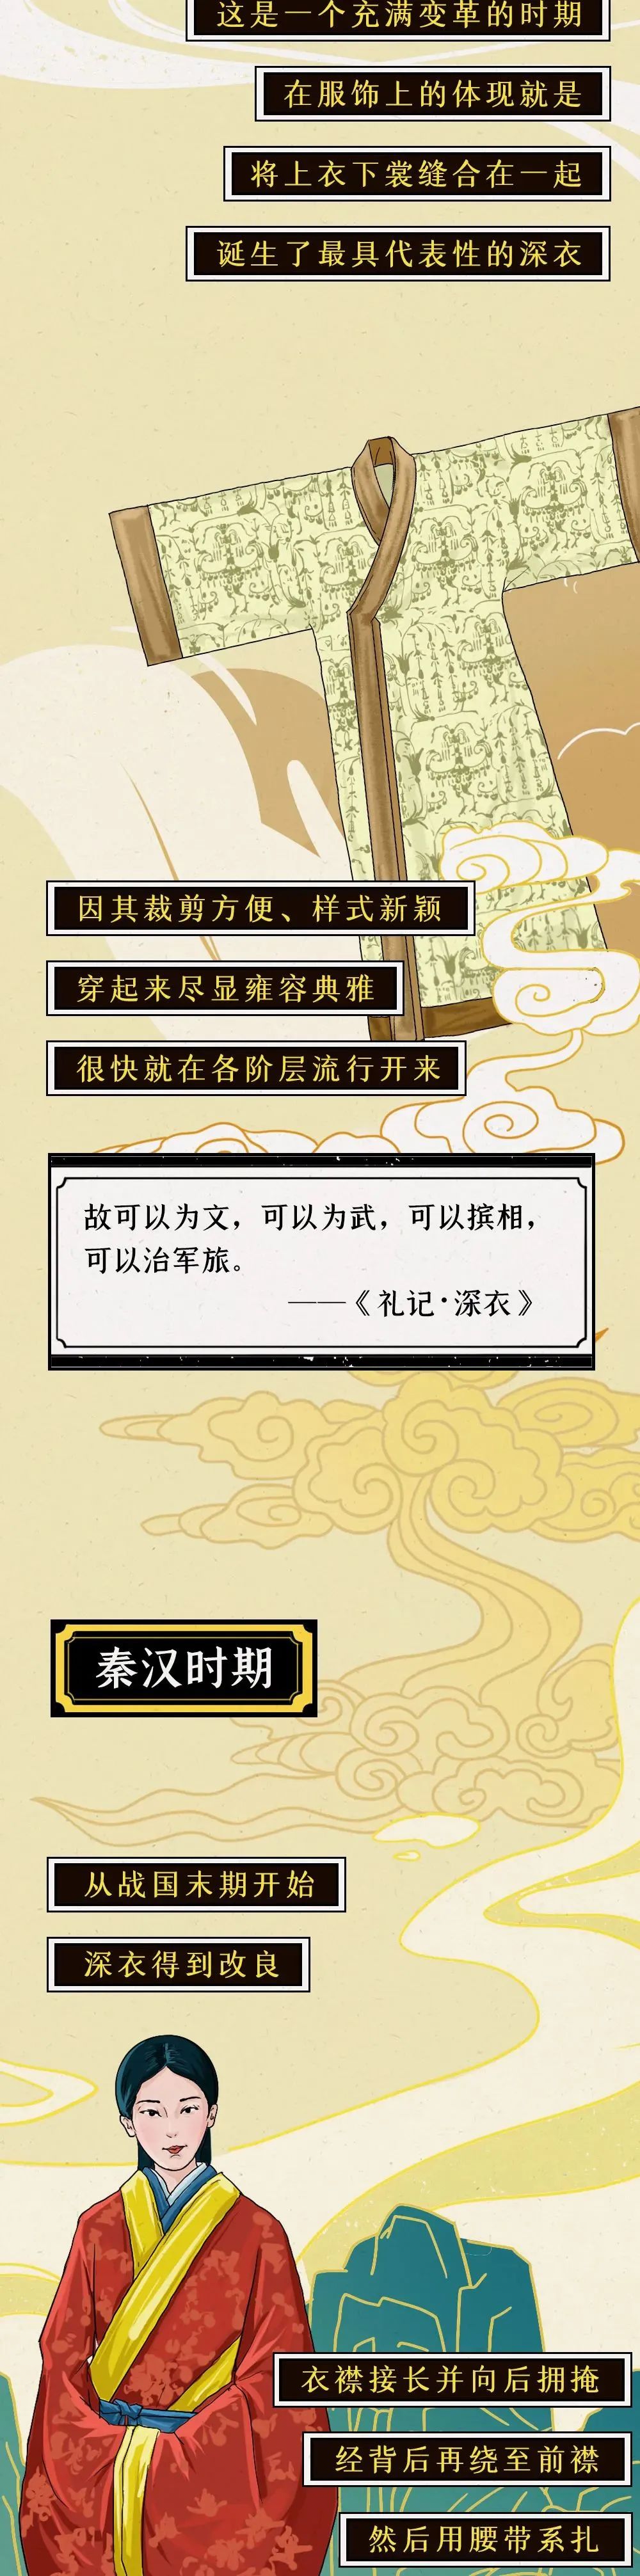 这是一个充满变革的时期
在服饰上的体现就是
将上衣下裳缝合在一起
诞生了最具代表性的深衣
因其裁剪方便、样式新颖
穿起来尽显雍容典雅
很快就在各阶层流行开来
故可以为文，可以为武，可以摈相，
可以治军旅。
——《礼记·深衣》
秦汉时期
从战国末期开始
深衣得到改良
衣襟接长并向后拥掩
经背后再绕至前襟
然后用腰带系扎